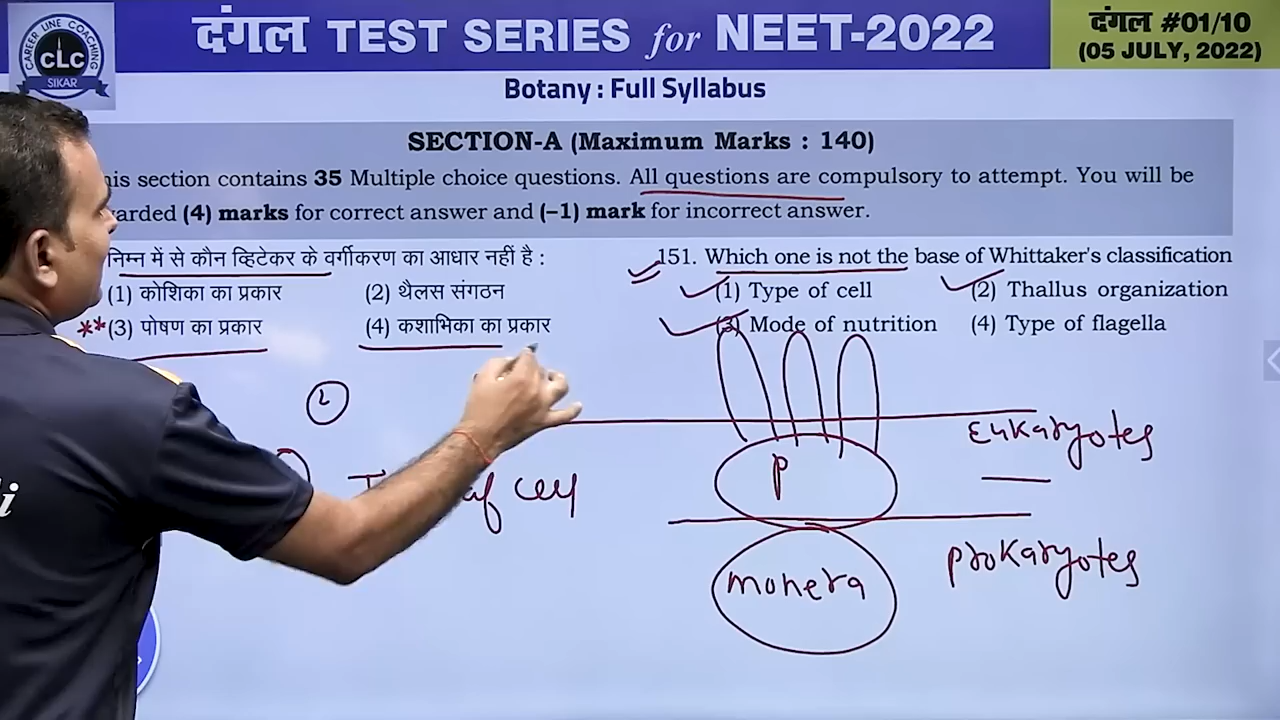 CAREER LINE COACHING
CLC
SIKAR
दंगल TEST SERIES for NEET-2022
दंगल #01/10
(05 JULY, 2022)
Botany : Full Syllabus
SECTION-A (Maximum Marks : 140)
his section contains 35 Multiple choice questions. All questions are compulsory to attempt. You will be
arded (4) marks for correct answer and (–1) mark for incorrect answer.
निम्न में से कौन व्हिटेकर के वर्गीकरण का आधार नहीं है :
(1) कोशिका का प्रकार (2) थैलस संगठन
**(3) पोषण का प्रकार (4) कशाभिका का प्रकार
151. Which one is not the base of Whittaker's classification
(1) Type of cell (2) Thallus organization
(3) Mode of nutrition (4) Type of flagella
Eukaryotes
P
of cell
Prokaryotes
monera